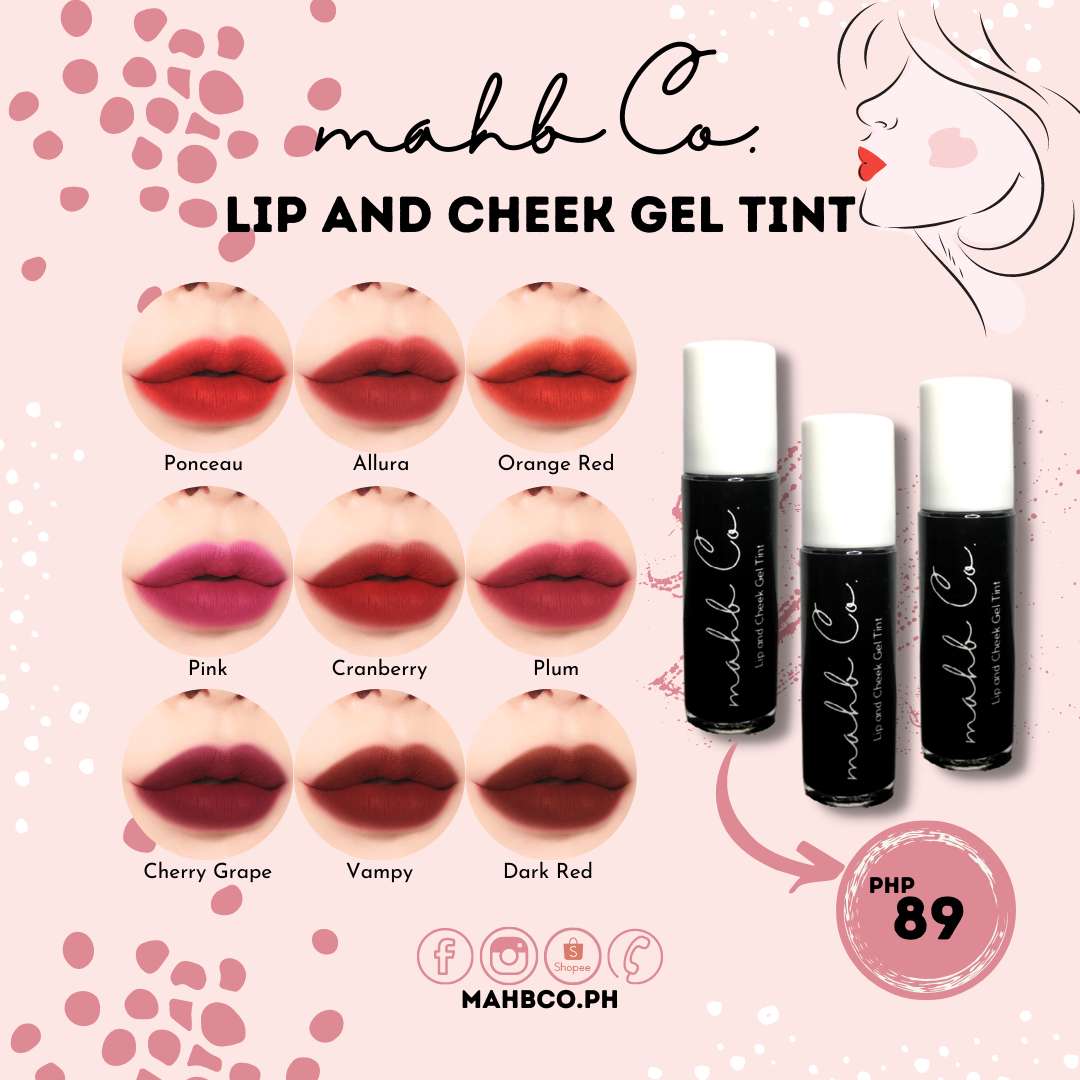 mahb Co.
LIP AND CHEEK GEL TINT
Ponceau
Allura
Orange Red
Pink
Cranberry
Plum
Cherry Grape
Vampy
Dark Red
mahb Co.
Lip and Cheek Gel Tint
mahb Co.
Lip and Cheek Gel Tint
mahb Co.
Lip and Cheek Gel Tint
PHP
89
f
S
Shopee
MAHBCO.PH